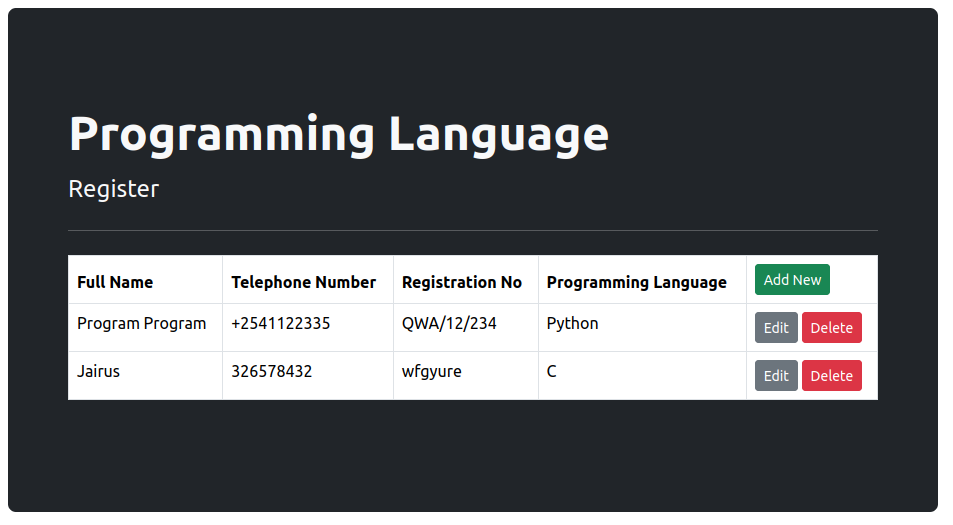 Programming Language
Register
Full Name Telephone Number Registration No Programming Language Add New
Program Program +2541122335 QWA/12/234 Python Edit Delete
Jairus 326578432 wfgyure C Edit Delete